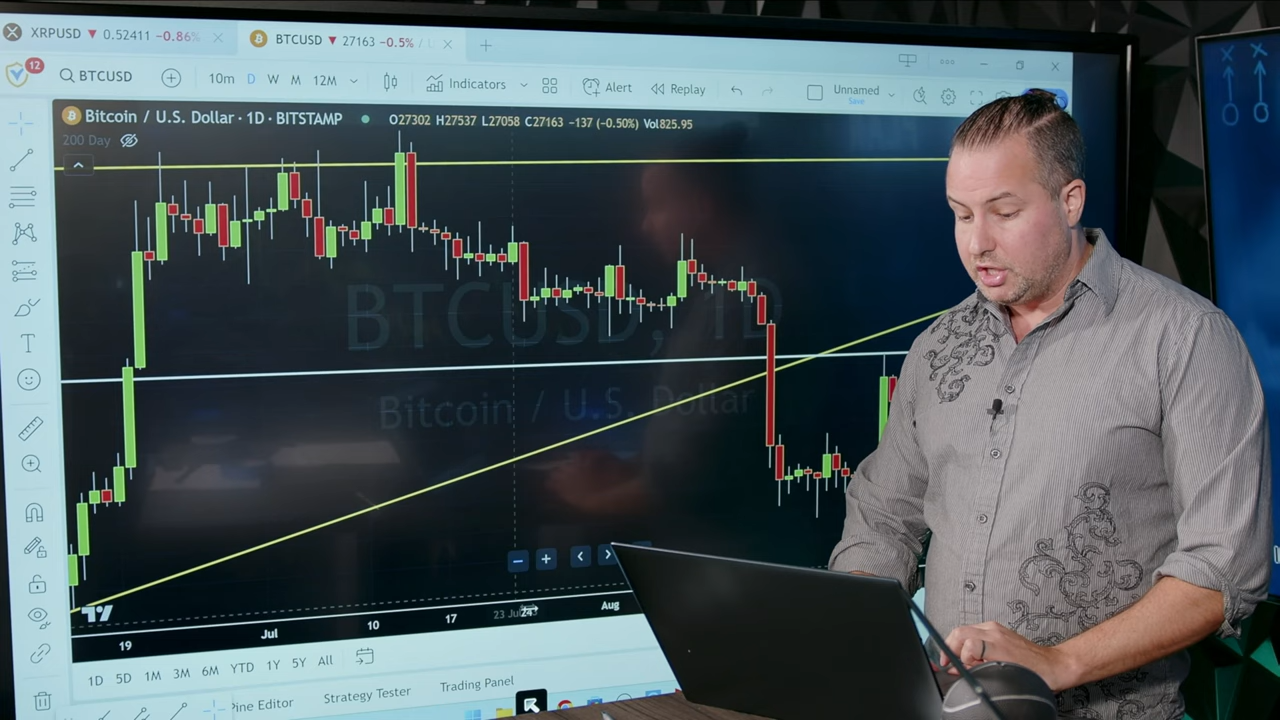 XRPUSD ▼ 0.52411 −0.86%
BTCUSD ▼ 27163 −0.5% /
12
BTCUSD
10m D W M 12M
Indicators
Alert
Replay
Unnamed
Save
Bitcoin / U.S. Dollar · 1D · BITSTAMP
O27302 H27537 L27058 C27163 −137 (−0.50%) Vol825.95
200 Day
BTCUSD, 1D
Bitcoin / U.S. Dollar
19 Jul 10 17 24 Aug
1D 5D 1M 3M 6M YTD 1Y 5Y All
Pine Editor
Strategy Tester
Trading Panel